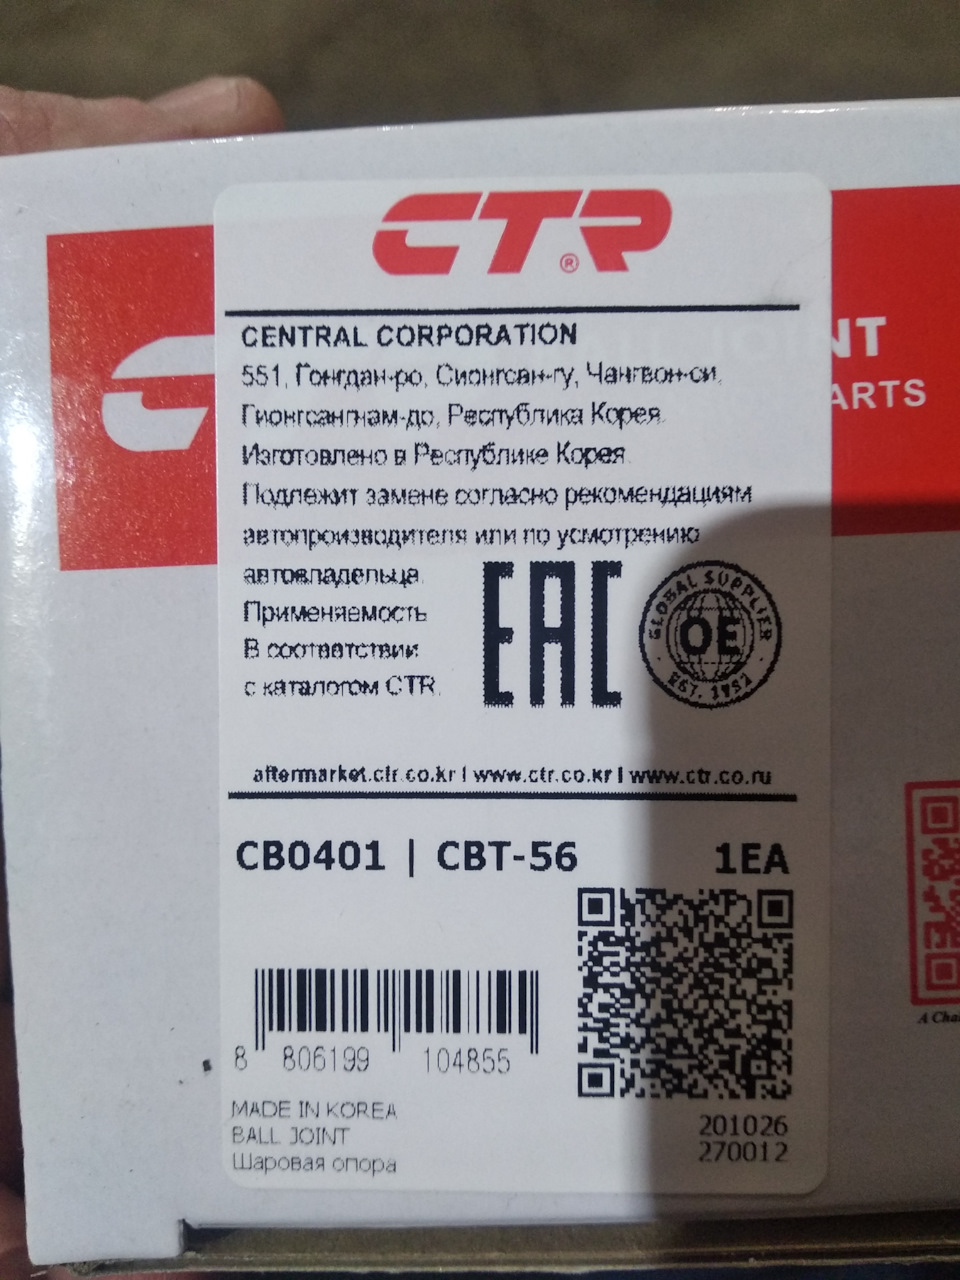 CTR®
CENTRAL CORPORATION
551, Гонгдан-ро, Сионгсан-гу, Чангвон-си,
Гионгсангнам-до, Республика Корея.
Изготовлено в Республике Корея.
Подлежит замене согласно рекомендациям
автопроизводителя или по усмотрению
автовладельца.
Применяемость
В соответствии
с каталогом CTR.
EAC
GLOBAL SUPPLIER
OE
EST. 1952
aftermarket.ctr.co.kr | www.ctr.co.kr | www.ctr.co.ru
CB0401 | CBT-56
1EA
8 806199 104855
MADE IN KOREA
BALL JOINT
Шаровая опора
201026
270012
NT
ARTS
A Cha